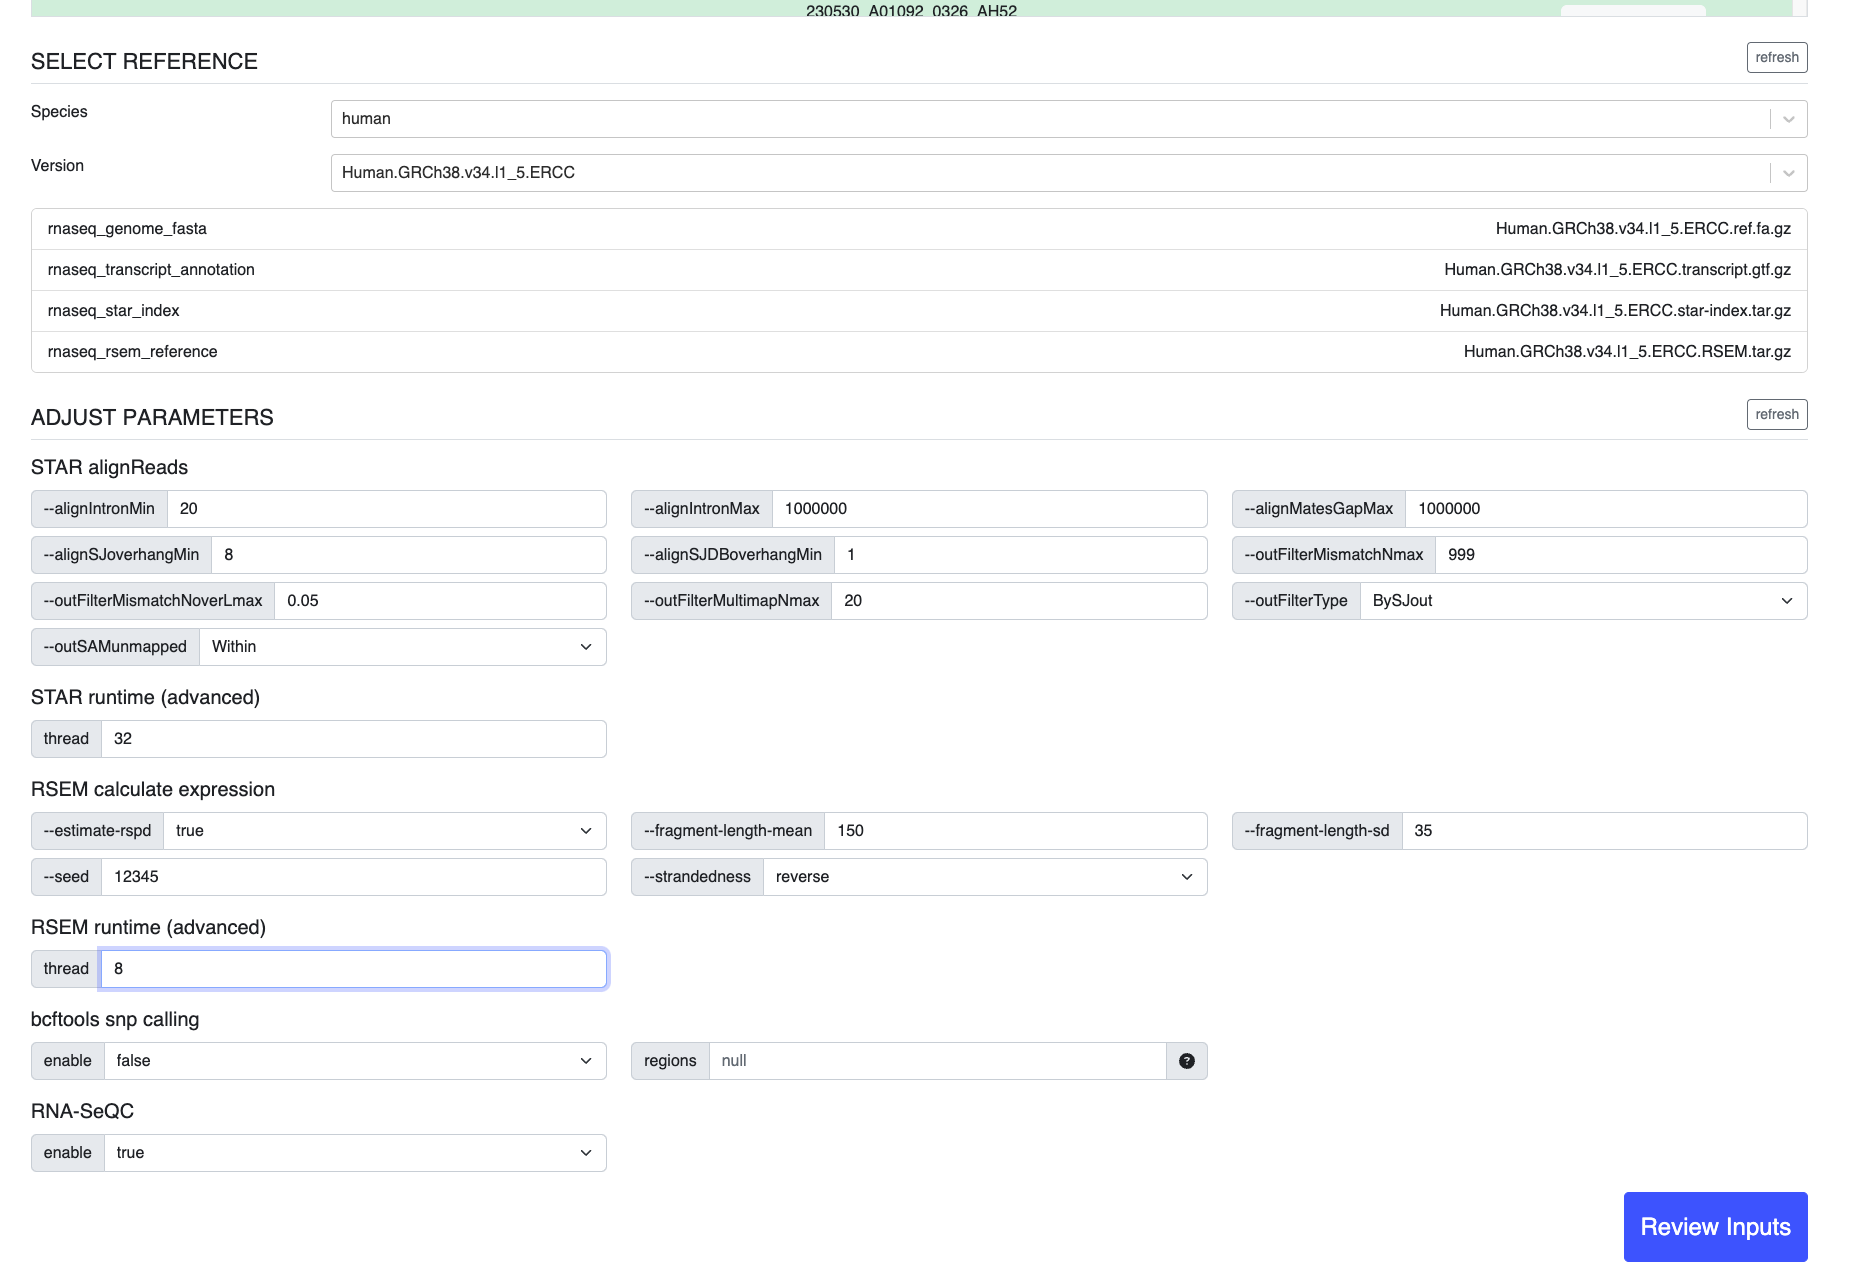 230530_A01092_0326_AH52
SELECT REFERENCE
refresh
Species
human
Version
Human.GRCh38.v34.l1_5.ERCC
rnaseq_genome_fasta
Human.GRCh38.v34.l1_5.ERCC.ref.fa.gz
rnaseq_transcript_annotation
Human.GRCh38.v34.l1_5.ERCC.transcript.gtf.gz
rnaseq_star_index
Human.GRCh38.v34.l1_5.ERCC.star-index.tar.gz
rnaseq_rsem_reference
Human.GRCh38.v34.l1_5.ERCC.RSEM.tar.gz
ADJUST PARAMETERS
refresh
STAR alignReads
--alignIntronMin 20
--alignIntronMax 1000000
--alignMatesGapMax 1000000
--alignSJoverhangMin 8
--alignSJDBoverhangMin 1
--outFilterMismatchNmax 999
--outFilterMismatchNoverLmax 0.05
--outFilterMultimapNmax 20
--outFilterType BySJout
--outSAMunmapped Within
STAR runtime (advanced)
thread 32
RSEM calculate expression
--estimate-rspd true
--fragment-length-mean 150
--fragment-length-sd 35
--seed 12345
--strandedness reverse
RSEM runtime (advanced)
thread 8
bcftools snp calling
enable false
regions null ?
RNA-SeQC
enable true
Review Inputs